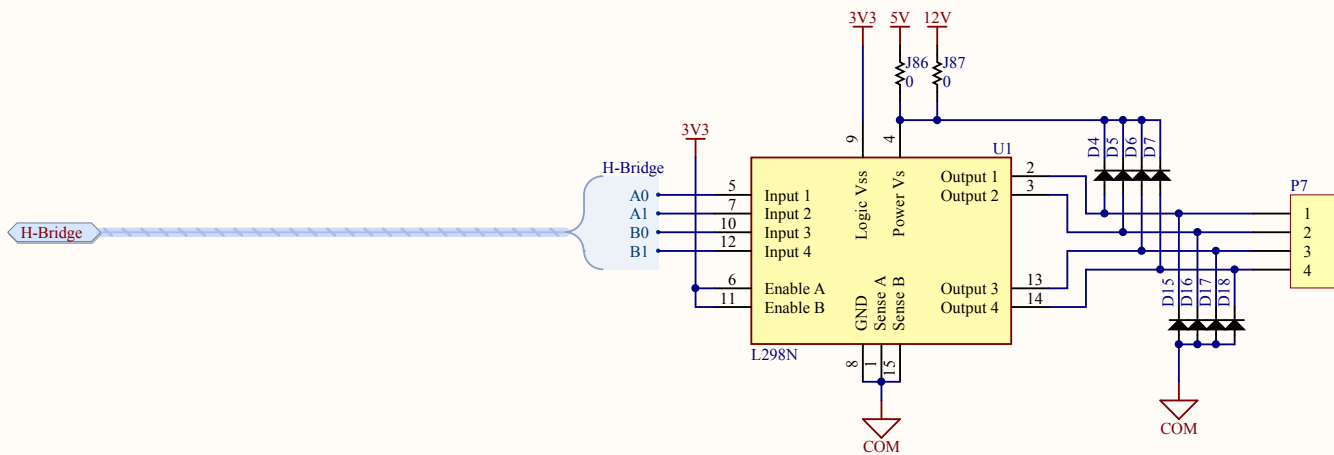 3V3 5V 12V
J86 J87
0 0
3V3
9 4
U1
D4 D5 D6 D7
H-Bridge
Logic Vss
Power Vs
Output 1 2
Output 2 3
P7
A0 5 Input 1
A1 7 Input 2
B0 10 Input 3
B1 12 Input 4
1
2
3
4
H-Bridge
6 Enable A
11 Enable B
GND
Sense A
Sense B
Output 3 13
Output 4 14
D15 D16 D17 D18
L298N
8 1 15
COM
COM